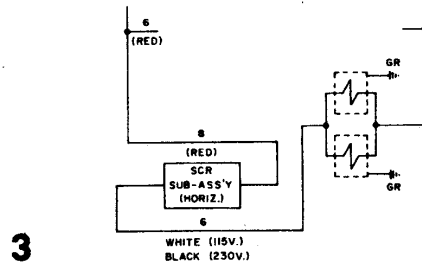 6
(RED)
GR
8
(RED)
SCR
SUB-ASS'Y
(HORIZ.)
GR
6
WHITE (115V.)
BLACK (230V.)
3